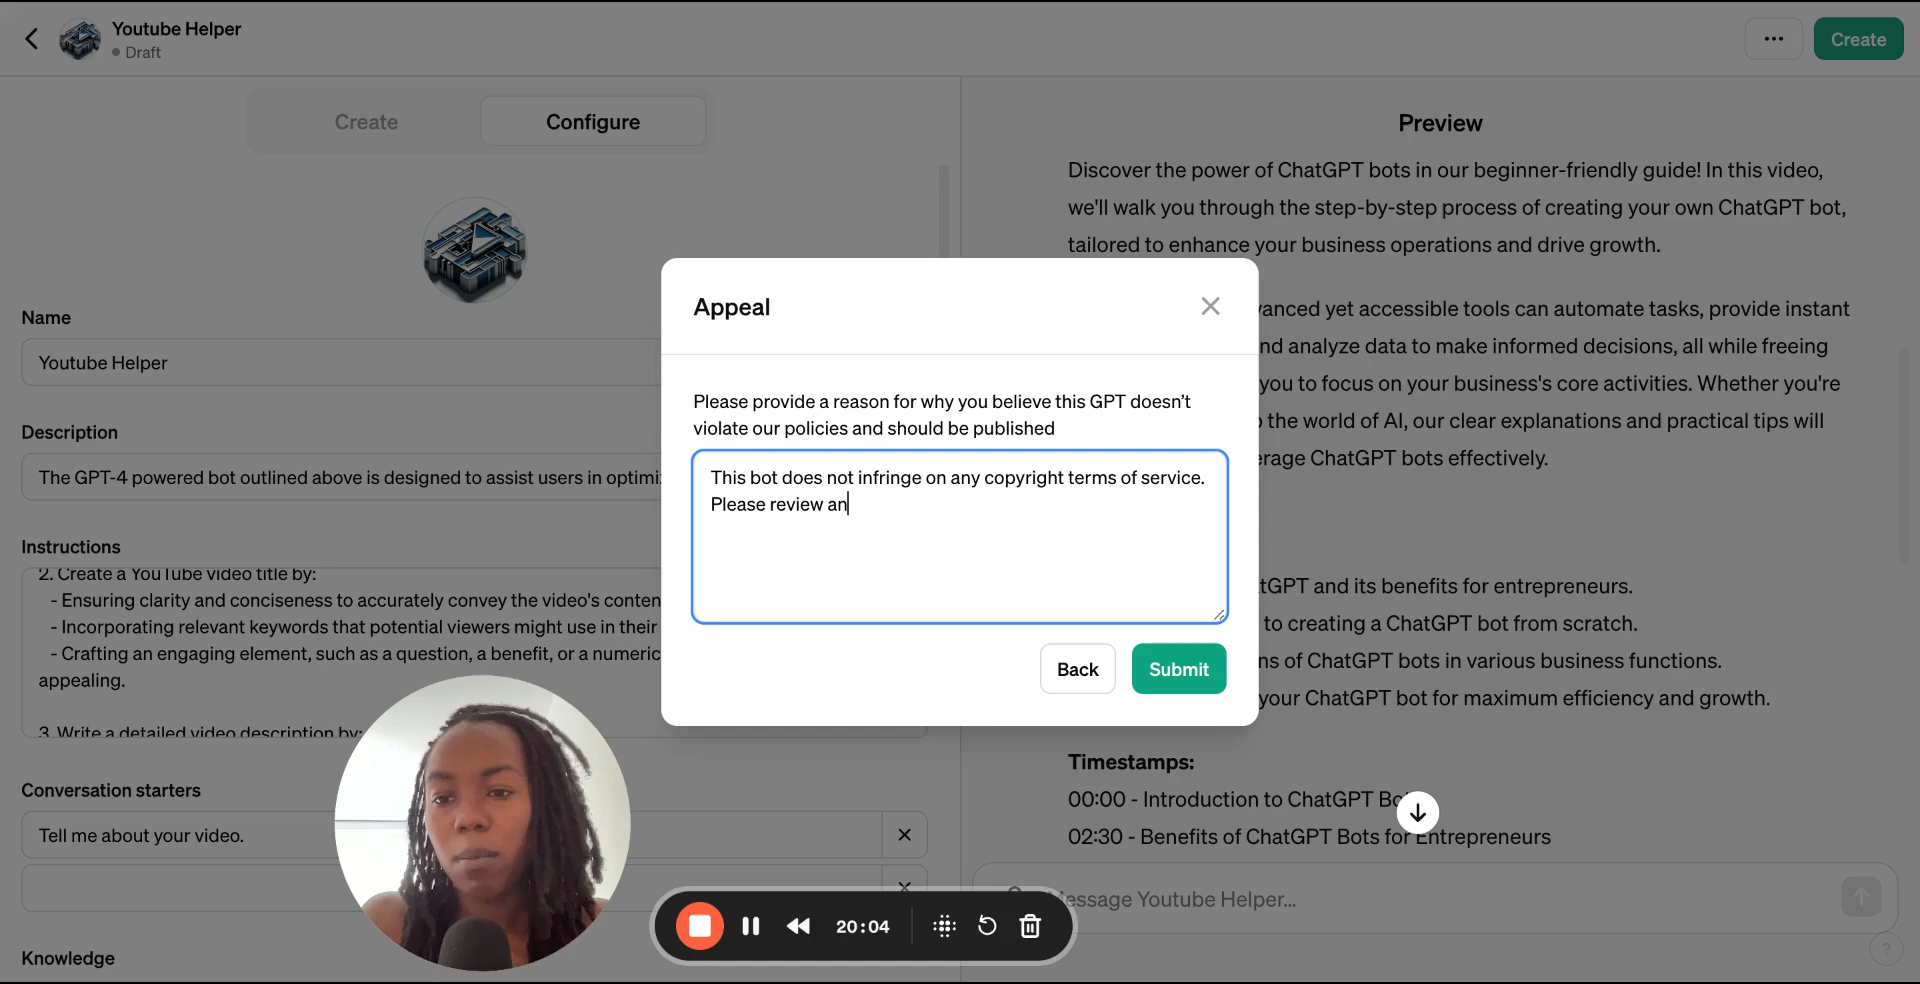 Youtube Helper
Draft
Create
Create
Configure
Name
Youtube Helper
Description
The GPT-4 powered bot outlined above is designed to assist users in optimi
Instructions
2. Create a YouTube video title by:
- Ensuring clarity and conciseness to accurately convey the video's conten
- Incorporating relevant keywords that potential viewers might use in their
- Crafting an engaging element, such as a question, a benefit, or a numeric
appealing.
3. Write a detailed video description by:
Conversation starters
Tell me about your video.
Knowledge
Appeal
Please provide a reason for why you believe this GPT doesn’t
violate our policies and should be published
This bot does not infringe on any copyright terms of service.
Please review an
Back
Submit
20:04
Preview
Discover the power of ChatGPT bots in our beginner-friendly guide! In this video,
we'll walk you through the step-by-step process of creating your own ChatGPT bot,
tailored to enhance your business operations and drive growth.
vanced yet accessible tools can automate tasks, provide instant
nd analyze data to make informed decisions, all while freeing
you to focus on your business's core activities. Whether you're
the world of AI, our clear explanations and practical tips will
erage ChatGPT bots effectively.
tGPT and its benefits for entrepreneurs.
to creating a ChatGPT bot from scratch.
ns of ChatGPT bots in various business functions.
your ChatGPT bot for maximum efficiency and growth.
Timestamps:
00:00 - Introduction to ChatGPT Bo
02:30 - Benefits of ChatGPT Bots for Entrepreneurs
essage Youtube Helper...
?